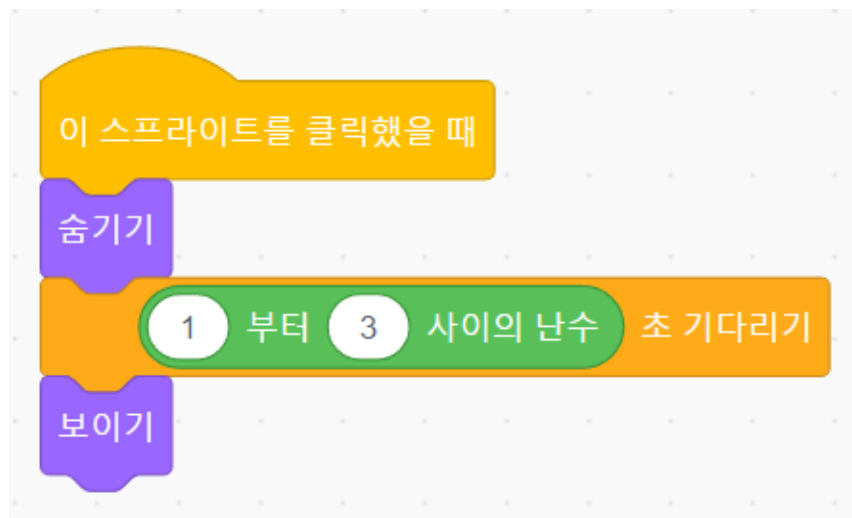 이 스프라이트를 클릭했을 때
숨기기
1 부터 3 사이의 난수 초 기다리기
보이기